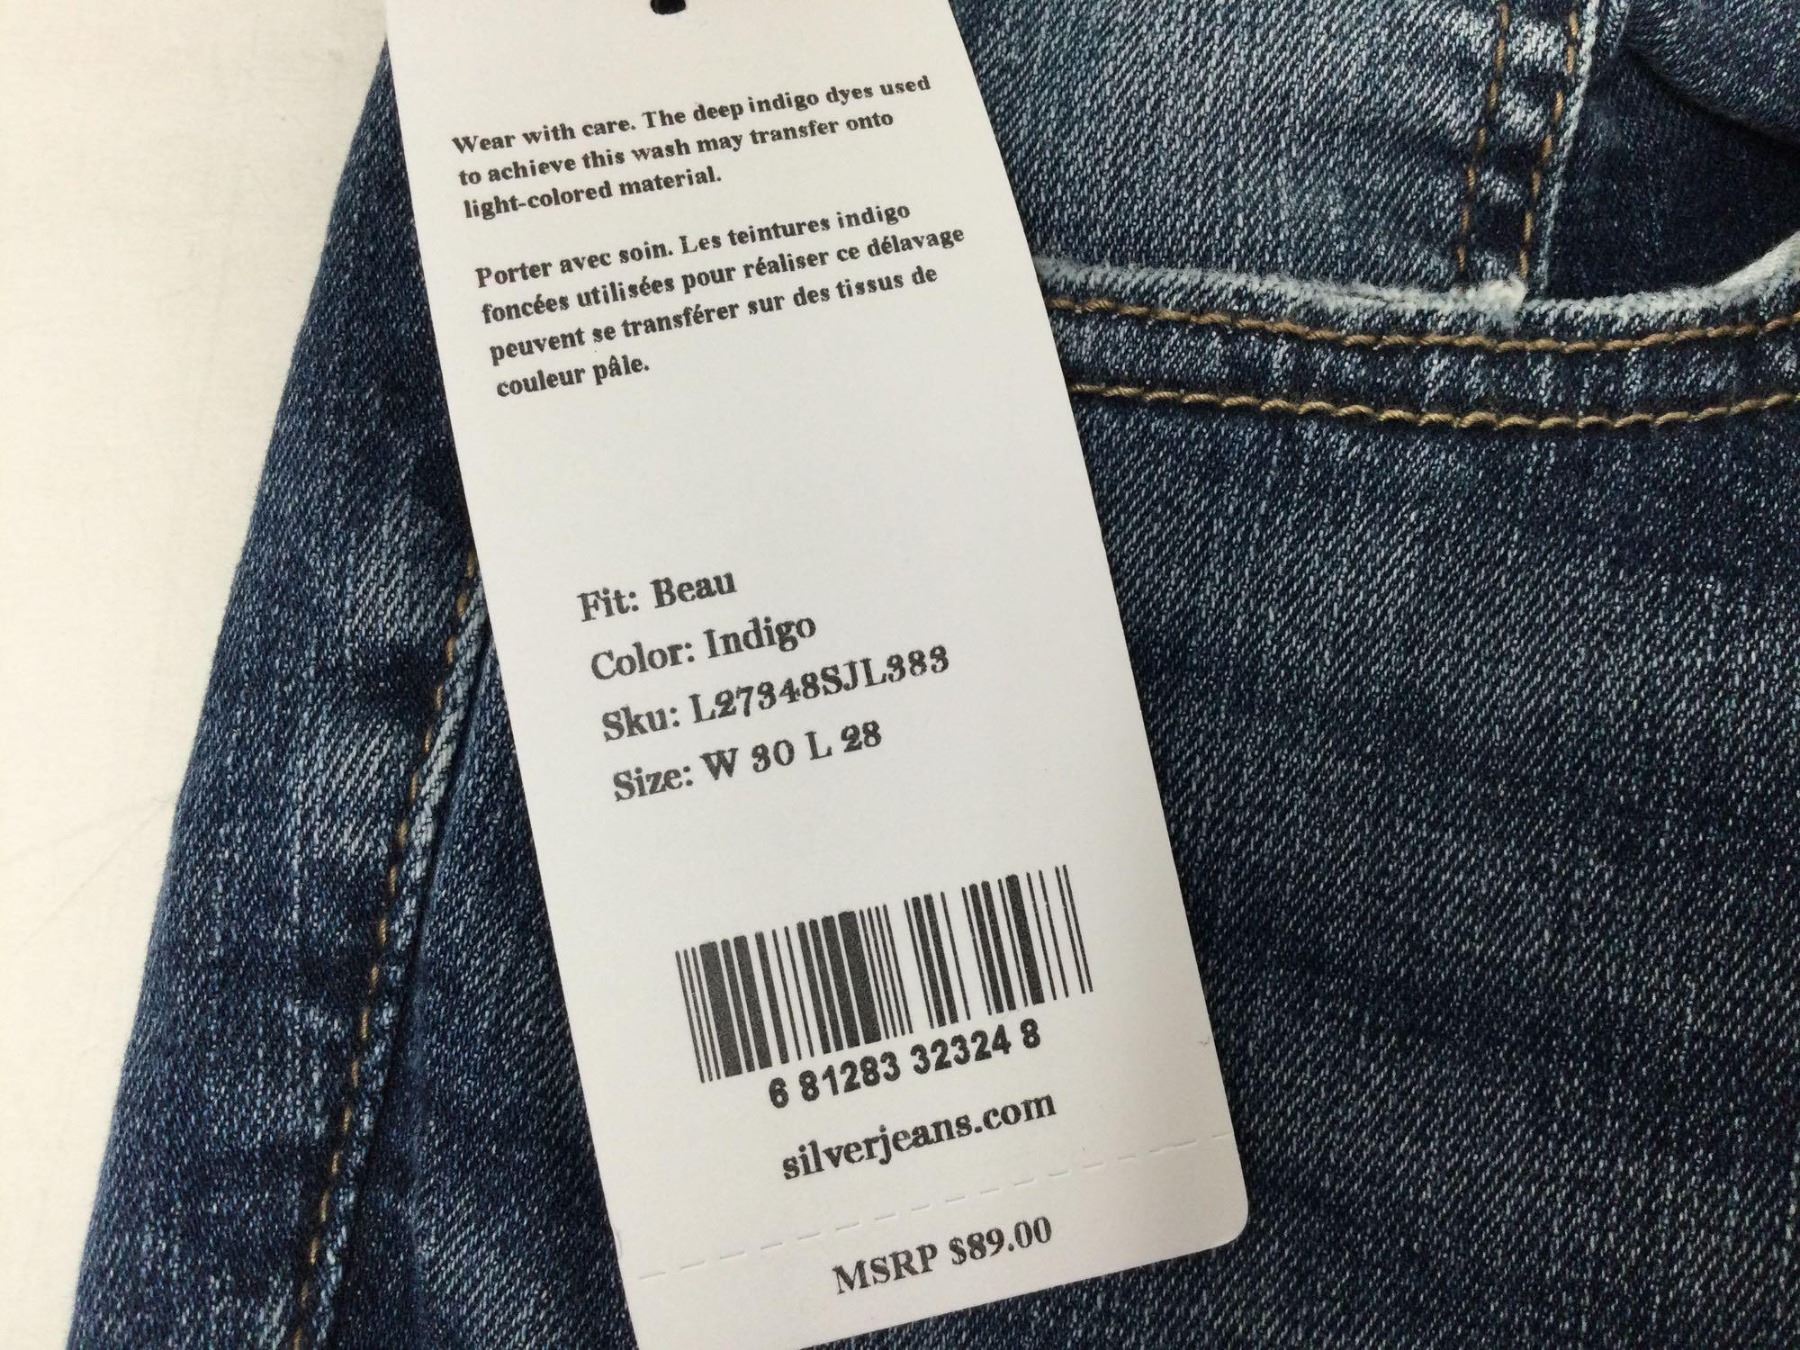 Wear with care. The deep indigo dyes used
to achieve this wash may transfer onto
light-colored material.
Porter avec soin. Les teintures indigo
foncées utilisées pour réaliser ce délavage
peuvent se transférer sur des tissus de
couleur pâle.
Fit: Beau
Color: Indigo
Sku: L27348SJL383
Size: W 30 L 28
6 81283 32324 8
silverjeans.com
MSRP $89.00